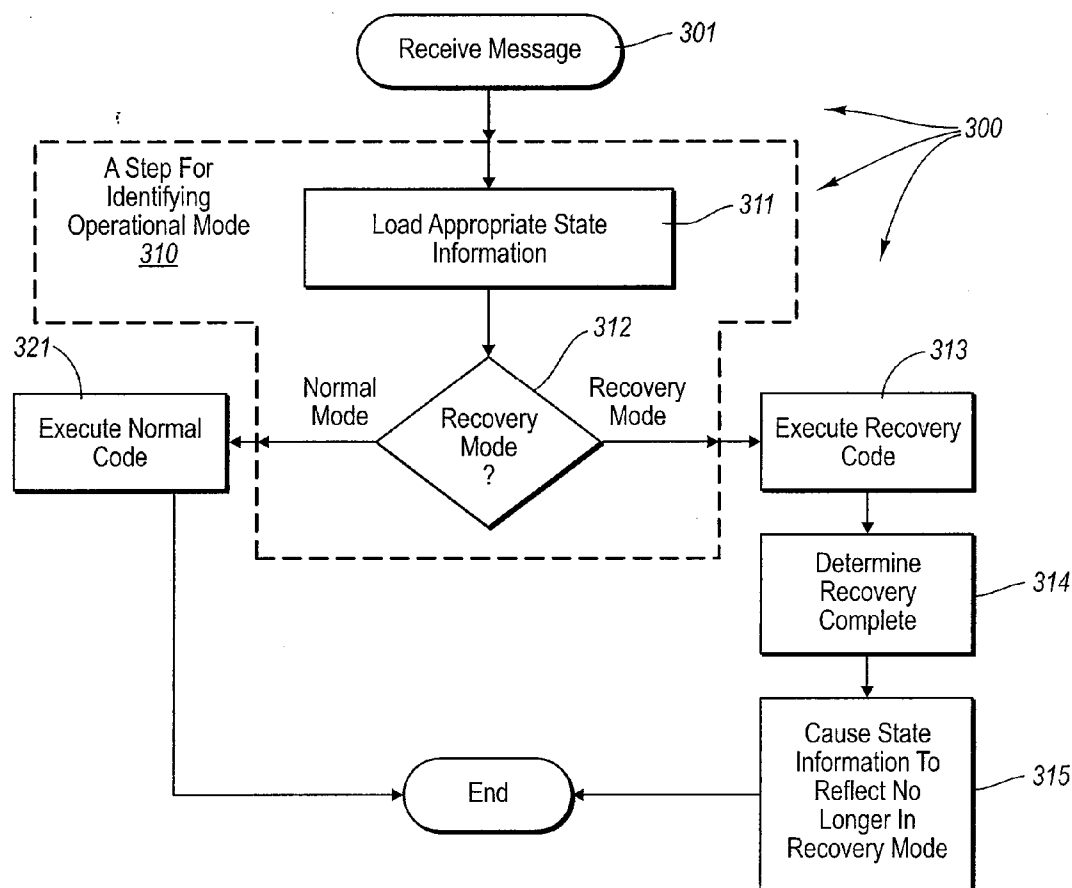 Receive Message
301
300
A Step For
Identifying
Operational Mode
310
Load Appropriate State
Information
311
312
Normal
Mode
Recovery
Mode
?
Recovery
Mode
321
Execute Normal
Code
313
Execute Recovery
Code
Determine
Recovery
Complete
314
Cause State
Information To
Reflect No
Longer In
Recovery Mode
315
End